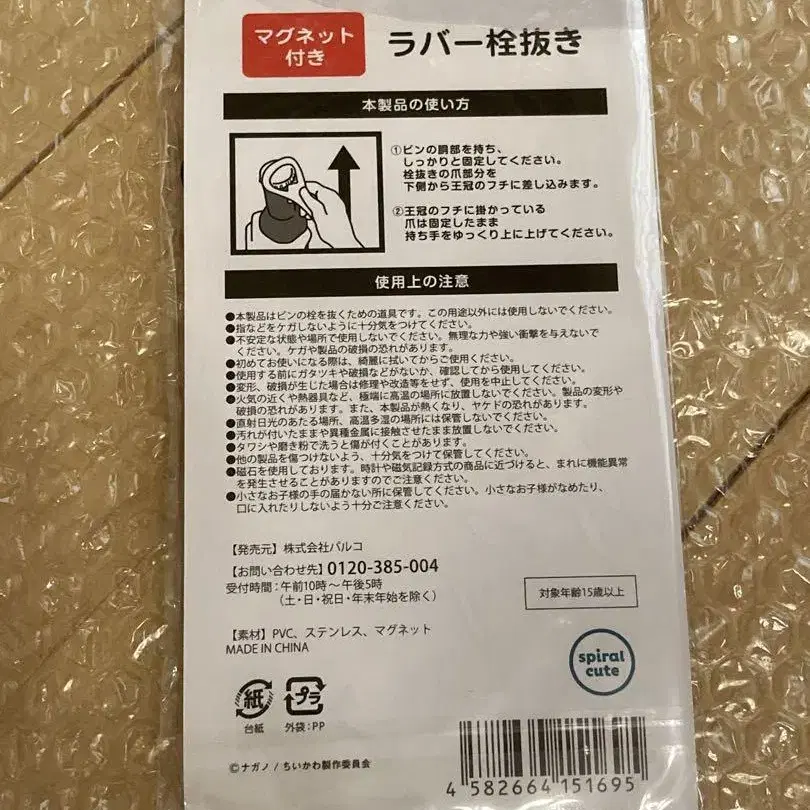 マグネット
付き
ラバー栓抜き
本製品の使い方
①ビンの胴部を持ち、
しっかりと固定してください。
栓抜きの爪部分を
下側から王冠のフチに差し込みます。
②王冠のフチに掛かっている
爪は固定したまま
持ち手をゆっくり上に上げてください。
使用上の注意
●本製品はビンの栓を抜くための道具です。この用途以外には使用しないでください。
●指などをケガしないように十分気をつけてください。
●不安定な状態や場所で使用しないでください。無理な力や強い衝撃を与えないで
ください。ケガや製品の破損の恐れがあります。
●初めてお使いになる際は、綺麗に拭いてからご使用ください。
●使用する前にガタツキや破損などがないか、確認してから使用してください。
●変形、破損が生じた場合は修理や改造等をせず、使用を中止してください。
●火気の近くや熱器具など、極端に高温の場所に放置しないでください。製品の変形や
破損の恐れがあります。また、本製品が熱くなり、ヤケドの恐れがあります。
●直射日光のあたる場所、高温多湿の場所には保管しないでください。
●汚れが付いたままや異種金属に接触させたまま放置しないでください。
●タワシや磨き粉で洗うと傷が付くことがあります。
●他の製品を傷つけないよう、十分気をつけて保管してください。
●磁石を使用しております。時計や磁気記録方式の商品に近づけると、まれに機能異常
を発生させることがありますのでご注意ください。
●小さなお子様の手の届かない所に保管してください。小さなお子様がなめたり、
口に入れたりしないよう十分ご注意ください。
【発売元】株式会社パルコ
【お問い合わせ先】0120-385-004
受付時間：午前10時～午後5時
（土・日・祝日・年末年始を除く）
対象年齢15歳以上
【素材】PVC、ステンレス、マグネット
MADE IN CHINA
spiral
cute
紙
プラ
台紙
外袋：PP
©ナガノ / ちいかわ製作委員会
4 582664 151695